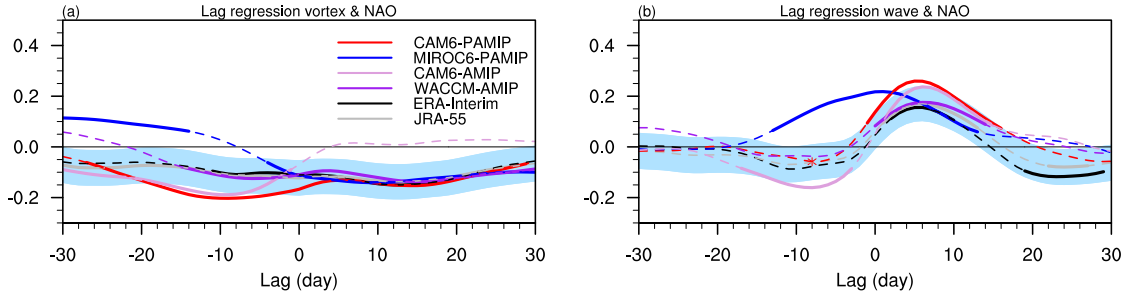 (a) Lag regression vortex & NAO
0.4
0.2
0.0
-0.2
CAM6-PAMIP
MIROC6-PAMIP
CAM6-AMIP
WACCM-AMIP
ERA-Interim
JRA-55
-30 -20 -10 0 10 20 30
Lag (day)
(b) Lag regression wave & NAO
0.4
0.2
0.0
-0.2
-30 -20 -10 0 10 20 30
Lag (day)